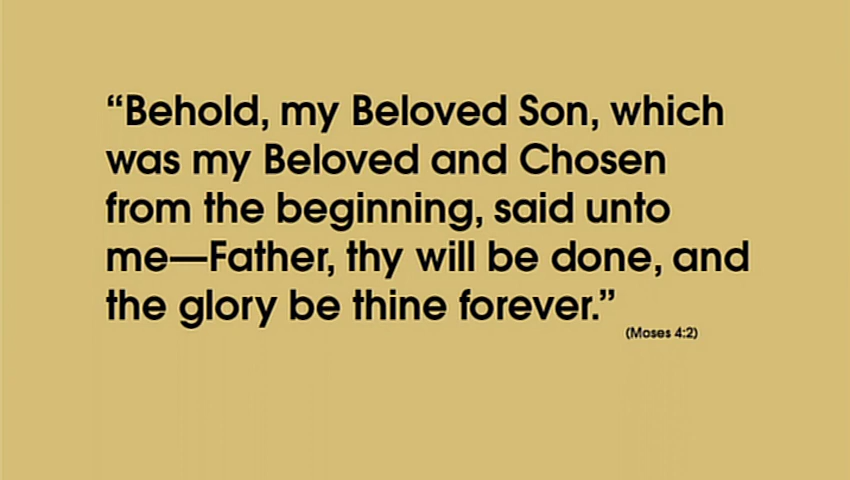 “Behold, my Beloved Son, which
was my Beloved and Chosen
from the beginning, said unto
me—Father, thy will be done, and
the glory be thine forever.”
(Moses 4:2)